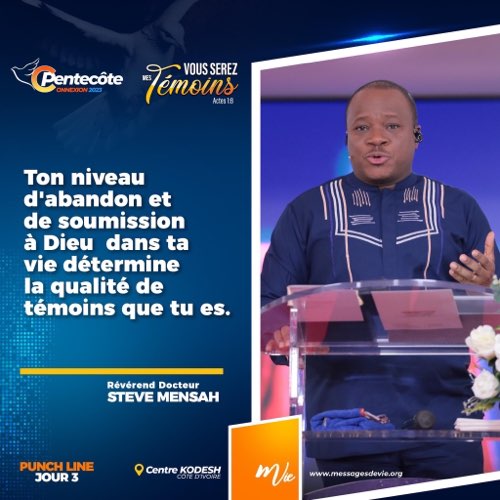 Pentecôte
CONNEXION 2023
VOUS SEREZ
MES
Témoins
Actes 1:8
Ton niveau
d'abandon et
de soumission
à Dieu dans ta
vie détermine
la qualité de
témoins que tu es.
Révérend Docteur
STEVE MENSAH
PUNCH LINE
JOUR 3
Centre KODESH
CÔTE D'IVOIRE
mVie
www.messagesdevie.org